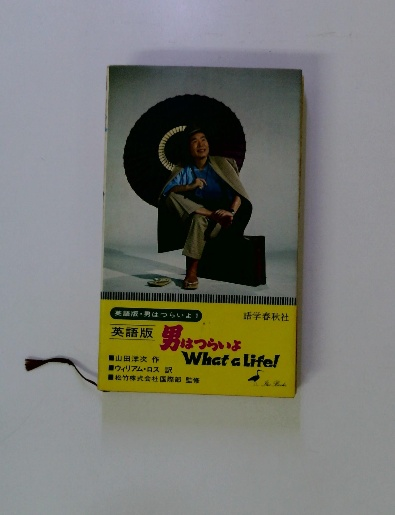 英語版・男はつらいよ1
語学春秋社
英語版 男はつらいよ
What a Life!
■山田洋次 作
■ウィリアム・ロス 訳
■松竹株式会社国際部 監修